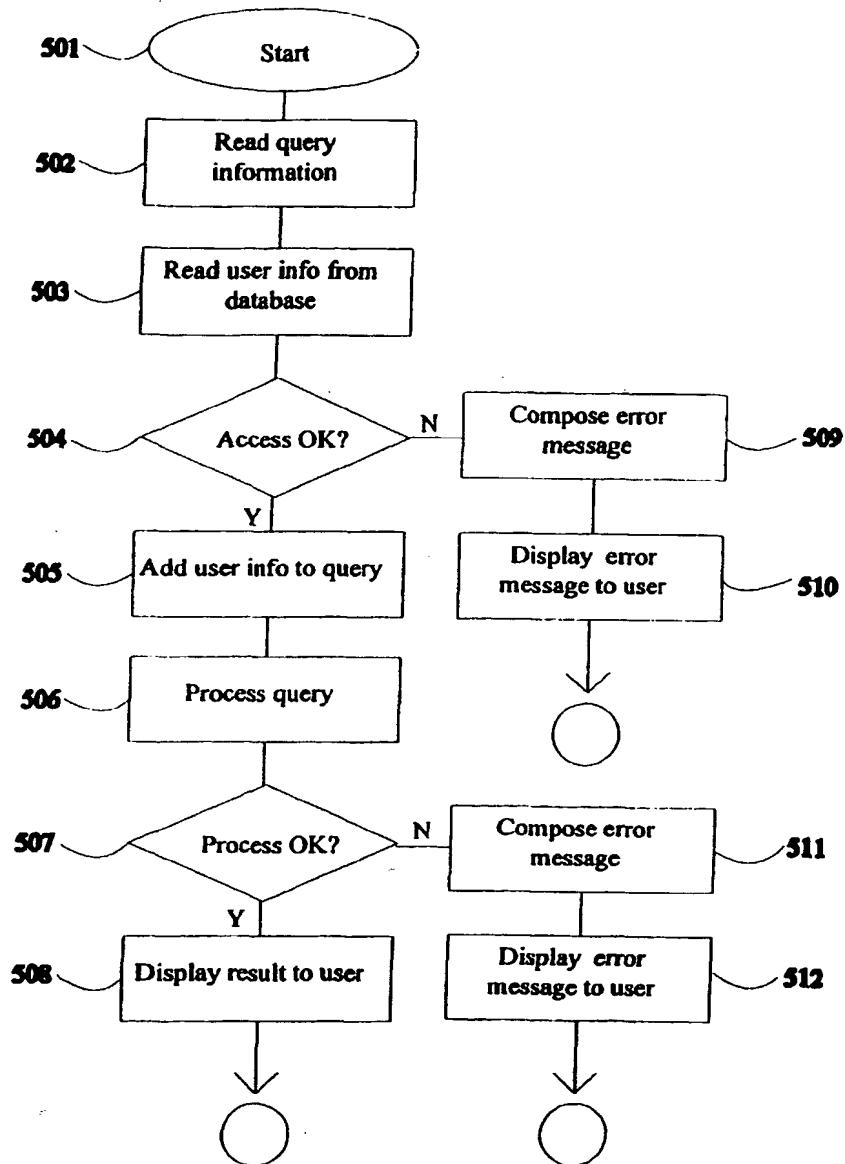 501
Start
502
Read query
information
503
Read user info from
database
504
Access OK?
N
Compose error
message
509
Y
505
Add user info to query
Display error
message to user
510
506
Process query
507
Process OK?
N
Compose error
message
511
Y
508
Display result to user
Display error
message to user
512